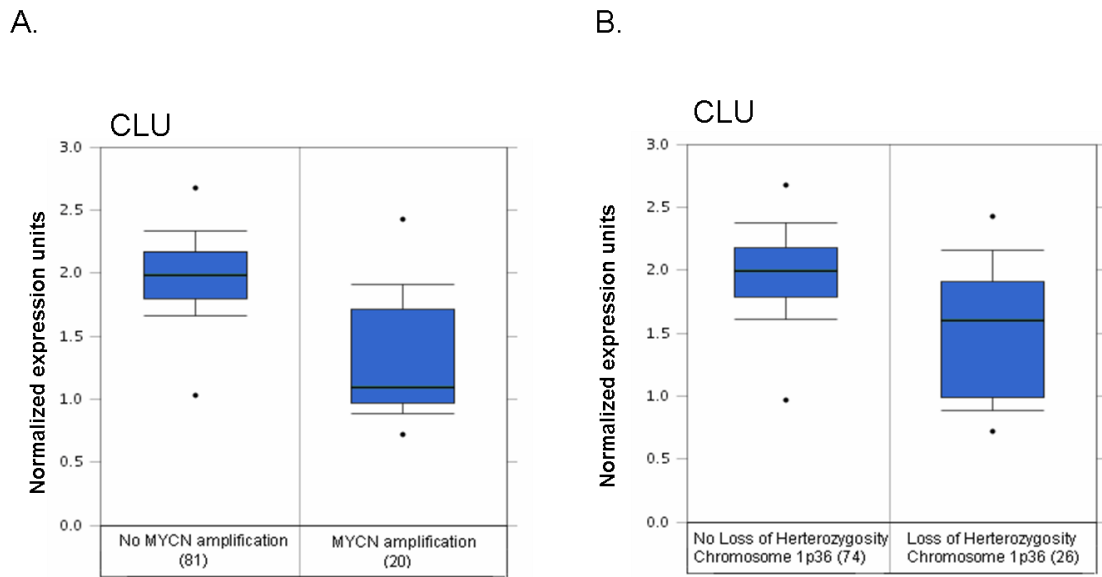 A.
CLU
Normalized expression units
3.0
2.5
2.0
1.5
1.0
0.5
0.0
No MYCN amplification
(81)
MYCN amplification
(20)
B.
CLU
Normalized expression units
3.0
2.5
2.0
1.5
1.0
0.5
0.0
No Loss of Herterozygosity
Chromosome 1p36 (74)
Loss of Herterozygosity
Chromosome 1p36 (26)